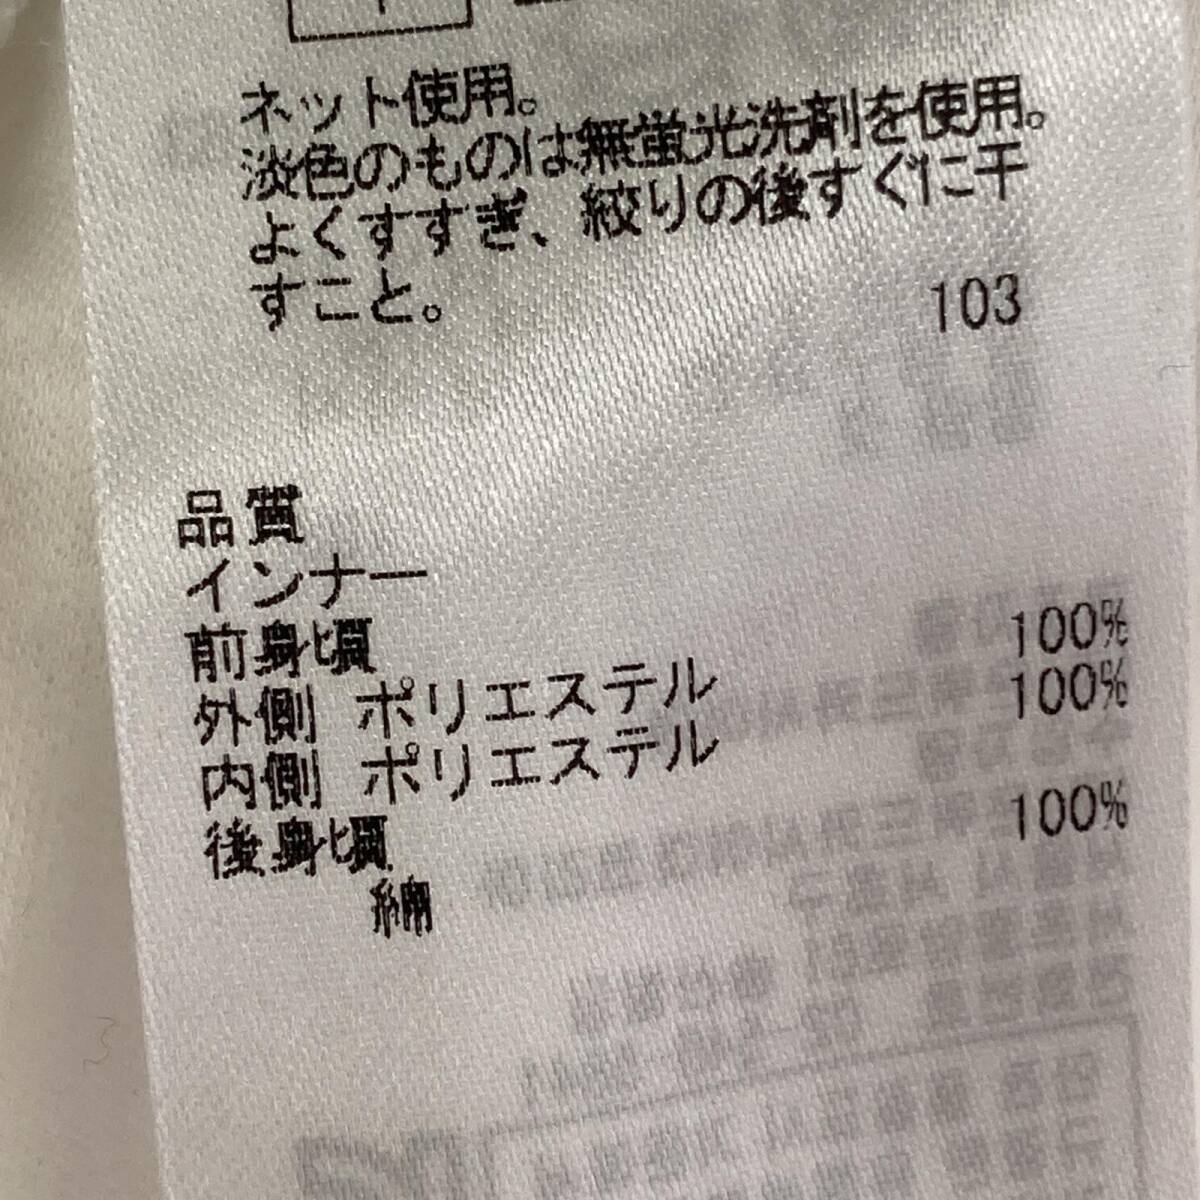 ネット使用。
淡色のものは無蛍光洗剤を使用。
よくすすぎ、絞りの後すぐに干
すこと。
103
品質
インナー
前身頃
外側 ポリエステル 100%
内側 ポリエステル 100%
後身頃
綿 100%